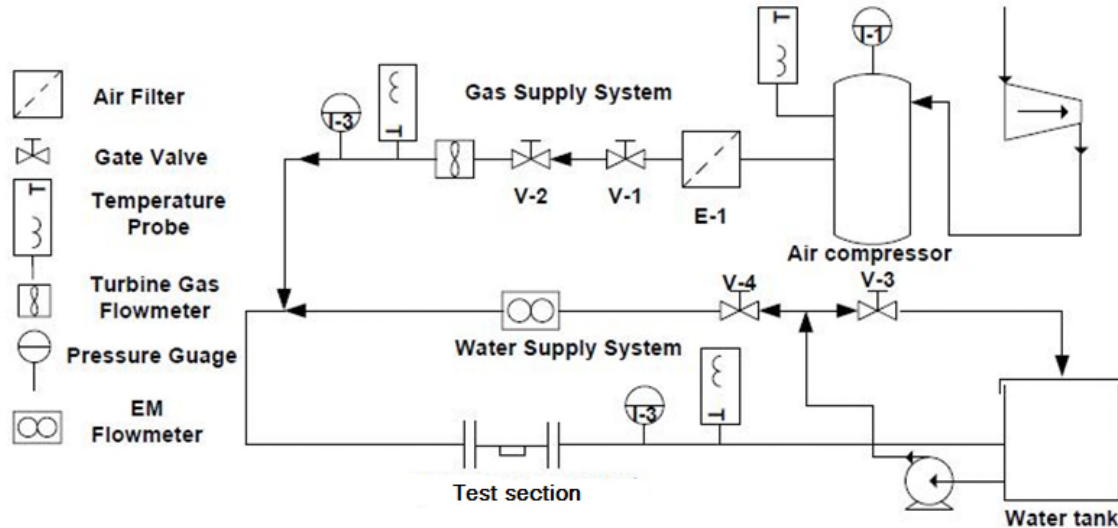 Air Filter
Gate Valve
T
Temperature
Probe
Turbine Gas
Flowmeter
Pressure Guage
EM
Flowmeter
T
I-1
Gas Supply System
I-3
T
V-2
V-1
E-1
Air compressor
V-4
V-3
Water Supply System
I-3
T
Test section
Water tank